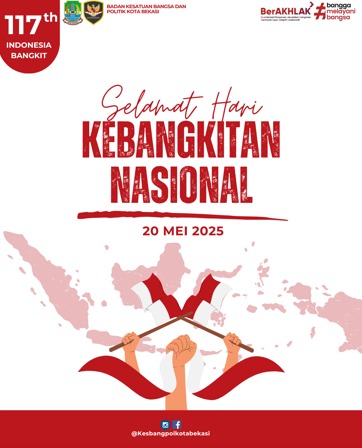 117th
INDONESIA
BANGKIT
BADAN KESATUAN BANGSA DAN
POLITIK KOTA BEKASI
BerAKHLAK
#bangga
melayani
bangsa
Selamat Hari
KEBANGKITAN
NASIONAL
20 MEI 2025
@Kesbangpolkotabekasi